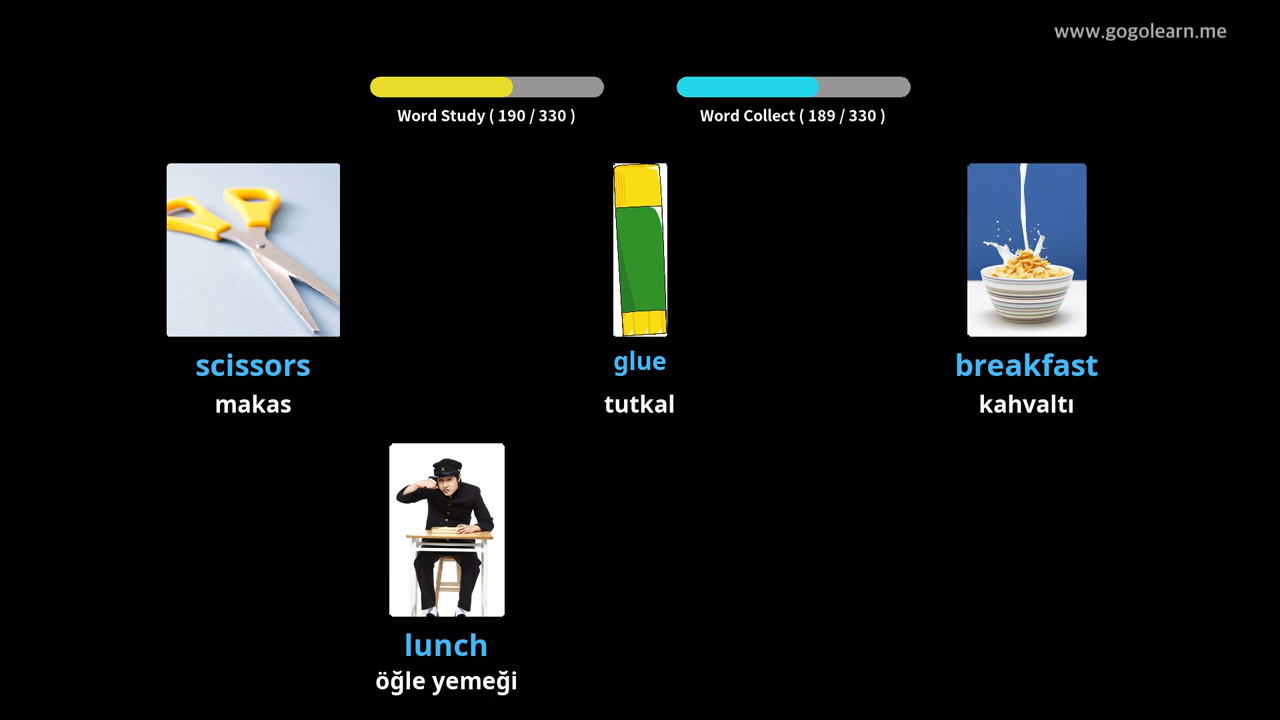 www.gogolearn.me
Word Study ( 190 / 330 )
Word Collect ( 189 / 330 )
scissors
makas
glue
tutkal
breakfast
kahvaltı
lunch
öğle yemeği